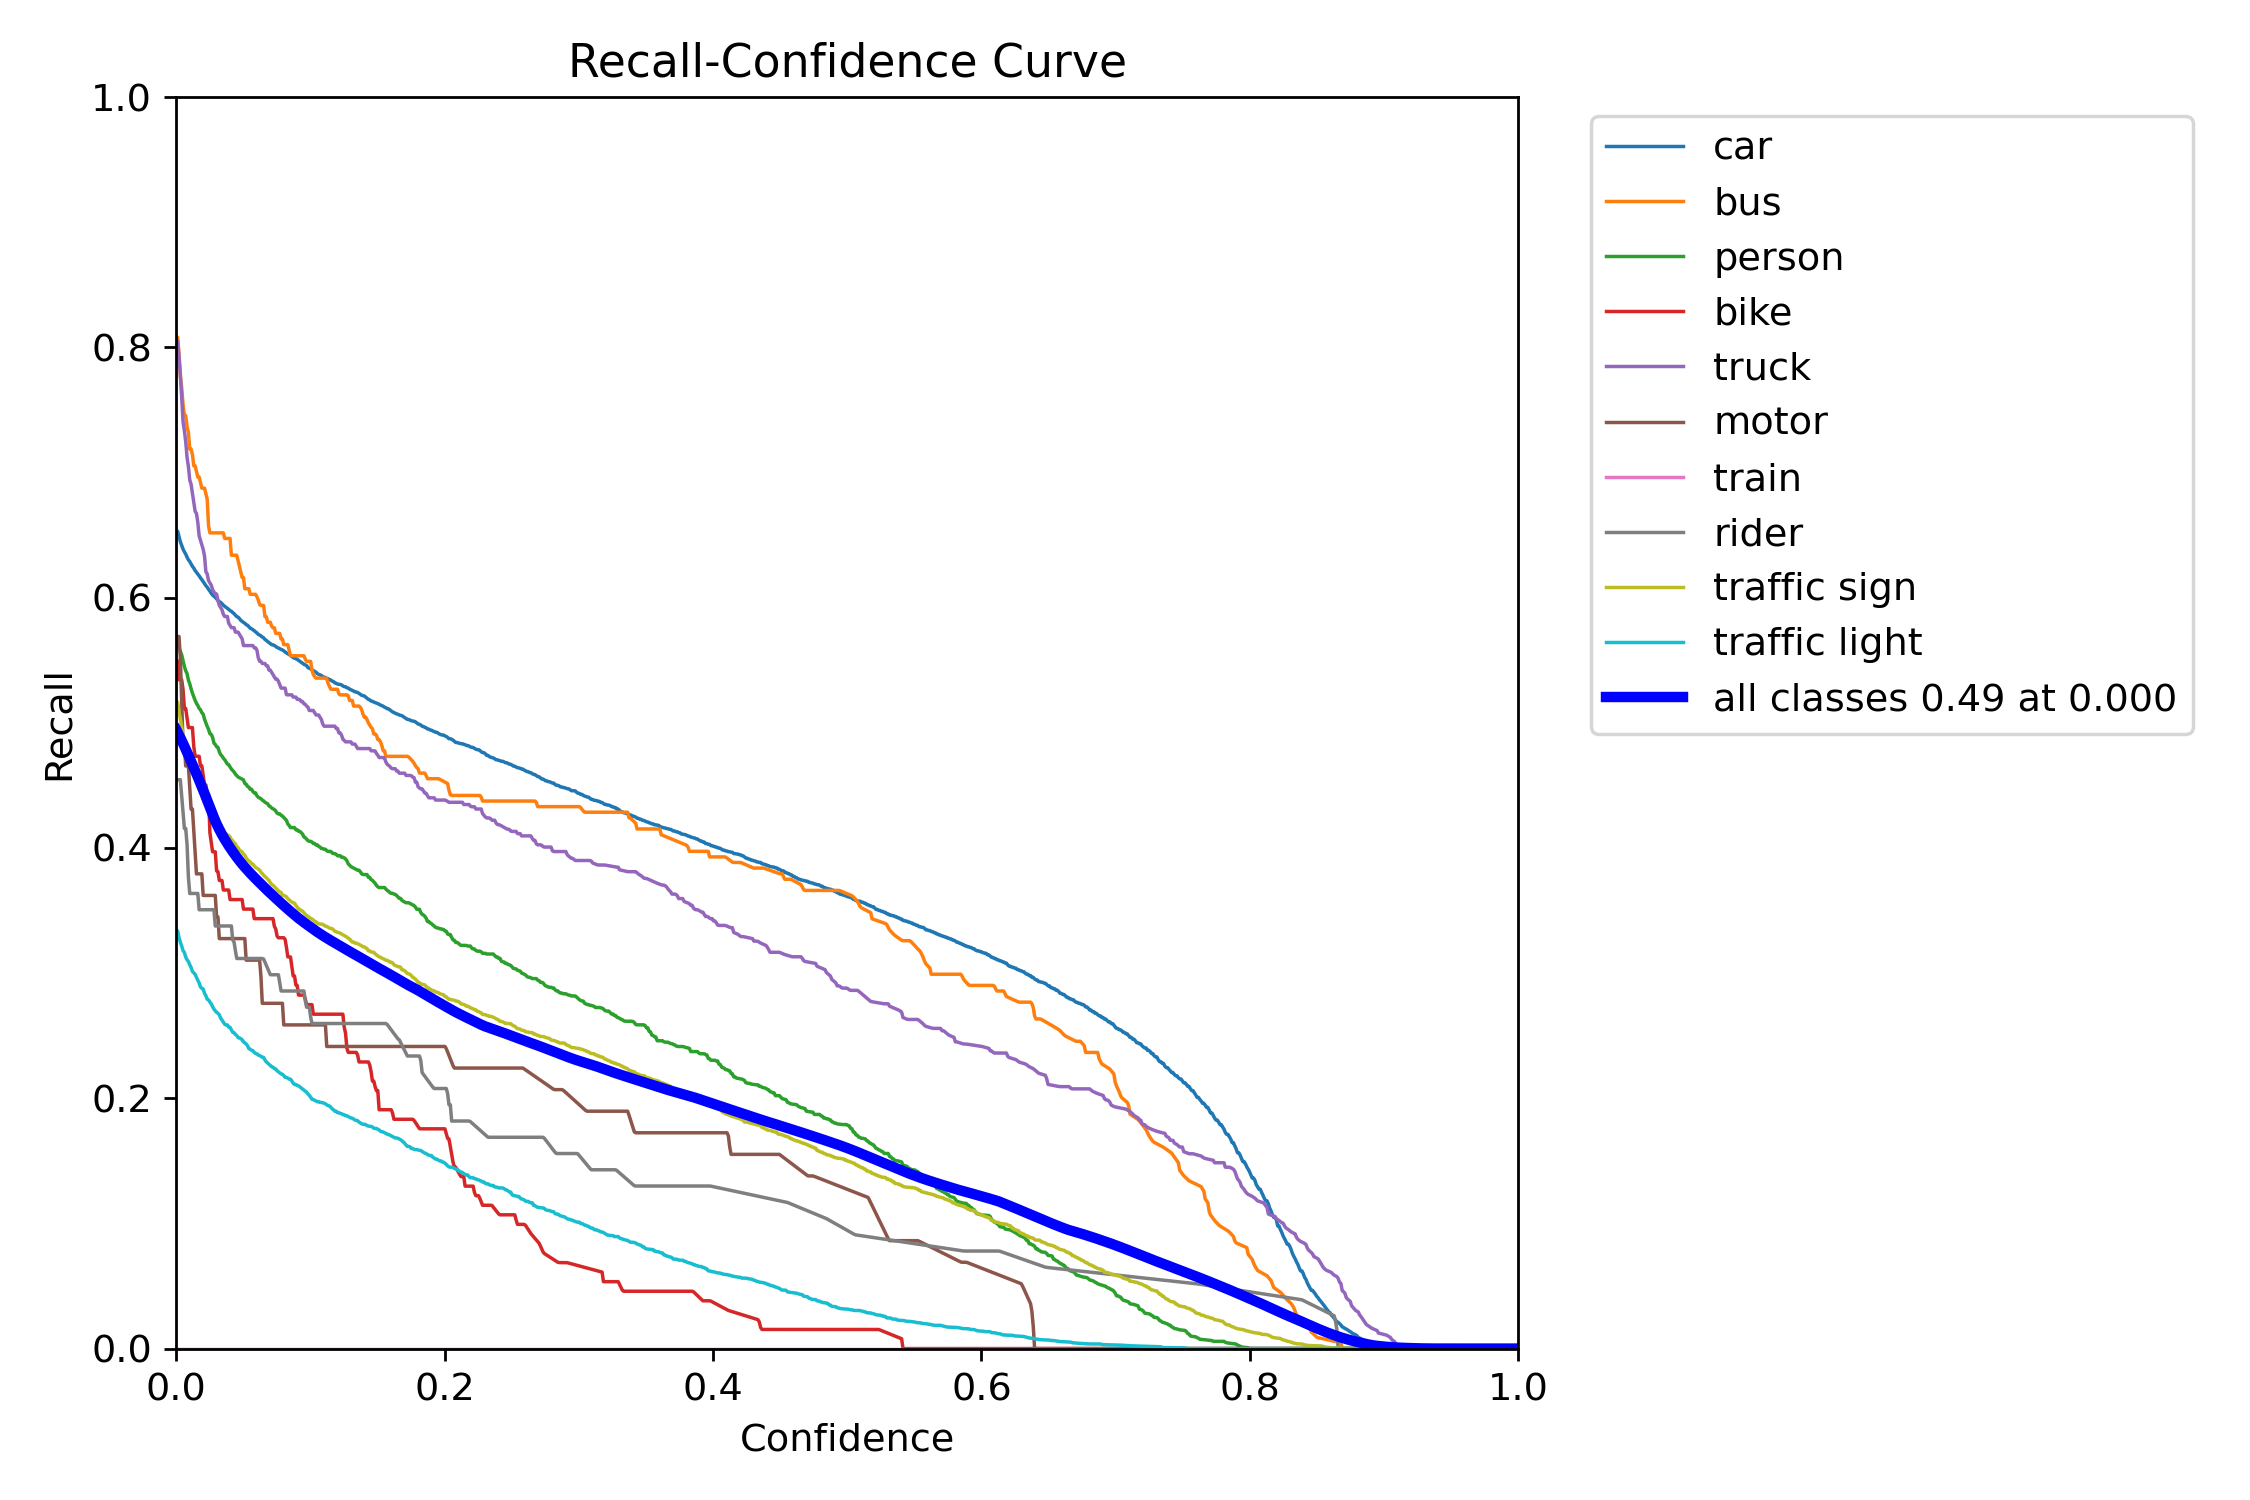 Recall-Confidence Curve
1.0
0.8
0.6
0.4
0.2
0.0
Recall
0.0 0.2 0.4 0.6 0.8 1.0
Confidence
car
bus
person
bike
truck
motor
train
rider
traffic sign
traffic light
all classes 0.49 at 0.000